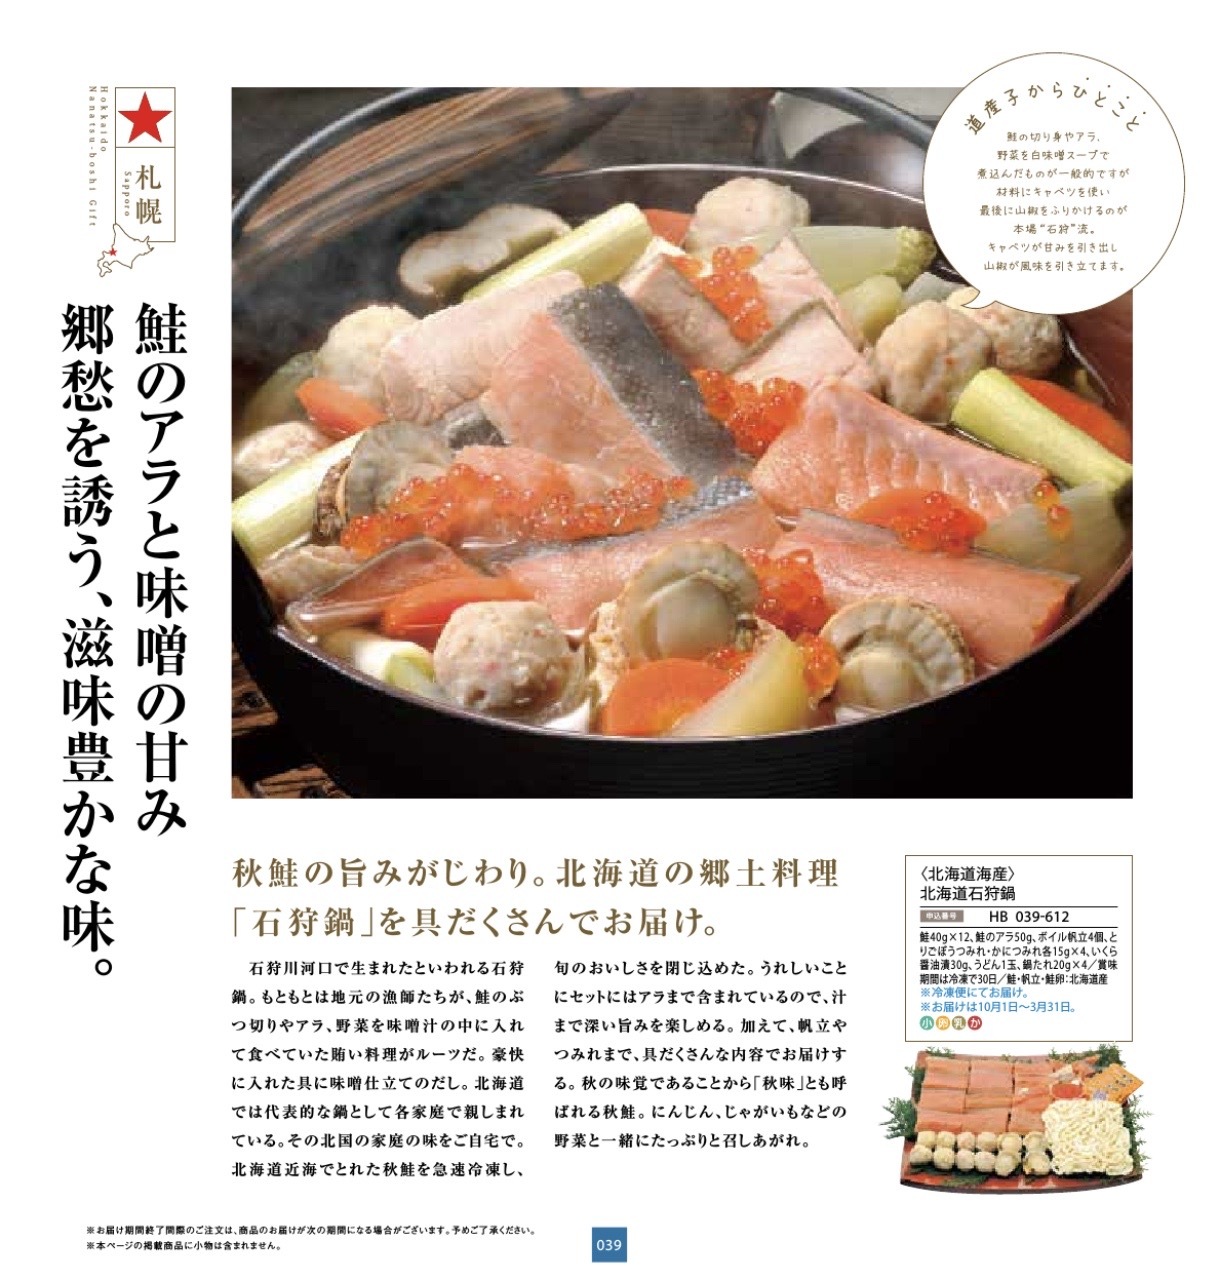 Hokkaido
Nanatsu-boshi Gift
札幌
Sapporo
道産子からひとこと
鮭の切り身やアラ、
野菜を白味噌スープで
煮込んだものが一般的ですが
材料にキャベツを使い
最後に山椒をふりかけるのが
本場“石狩”流。
キャベツが甘みを引き出し
山椒が風味を引き立てます。
鮭のアラと味噌の甘み
郷愁を誘う、滋味豊かな味。
秋鮭の旨みがじわり。北海道の郷土料理
「石狩鍋」を具だくさんでお届け。
石狩川河口で生まれたといわれる石狩
鍋。もともとは地元の漁師たちが、鮭のぶ
つ切りやアラ、野菜を味噌汁の中に入れ
て食べていた賄い料理がルーツだ。豪快
に入れた具に味噌仕立てのだし。北海道
では代表的な鍋として各家庭で親しまれ
ている。その北国の家庭の味をご自宅で。
北海道近海でとれた秋鮭を急速冷凍し、
旬のおいしさを閉じ込めた。うれしいこと
にセットにはアラまで含まれているので、汁
まで深い旨みを楽しめる。加えて、帆立や
つみれまで、具だくさんな内容でお届けす
る。秋の味覚であることから「秋味」とも呼
ばれる秋鮭。にんじん、じゃがいもなどの
野菜と一緒にたっぷりと召しあがれ。
〈北海道海産〉
北海道石狩鍋
申込番号 HB 039-612
鮭40g×12、鮭のアラ50g、ボイル帆立4個、と
りごぼうつみれ・かにつみれ各15g×4、いくら
醤油漬30g、うどん1玉、鍋たれ20g×4／賞味
期間は冷凍で30日／鮭・帆立・鮭卵：北海道産
※冷凍便にてお届け。
※お届けは10月1日〜3月31日。
小 卵 乳 か
※お届け期間終了間際のご注文は、商品のお届けが次の期間になる場合がございます。予めご了承ください。
※本ページの掲載商品に小物は含まれません。
039